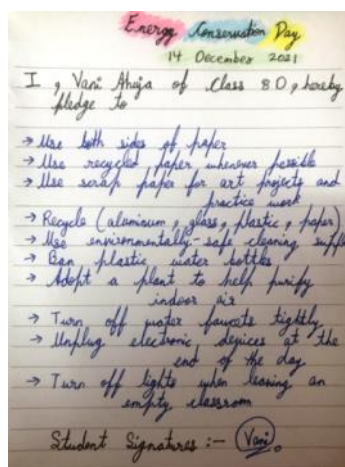 Energy Conservation Day
14 December 2021
I, Vani Ahuja of Class 8 D, hereby
pledge to
→ Use both sides of paper
→ Use recycled paper whenever possible
→ Use scrap paper for art projects and
practice work
→ Recycle (aluminum, glass, plastic, paper)
→ Use environmentally-safe cleaning suppl
→ Ban plastic water bottles
→ Adopt a plant to help purify
indoor air
→ Turn off water faucets tightly
→ Unplug electronic devices at the
end of the day
→ Turn off lights when leaving an
empty classroom
Student Signatures :- Vani.